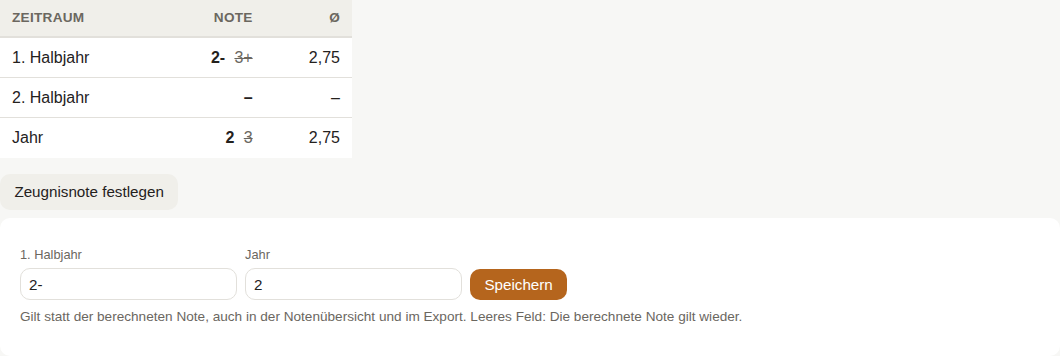 ZEITRAUM NOTE Ø
1. Halbjahr 2- 3+ 2,75
2. Halbjahr – –
Jahr 2 3 2,75
Zeugnisnote festlegen
1. Halbjahr Jahr
2- 2 Speichern
Gilt statt der berechneten Note, auch in der Notenübersicht und im Export. Leeres Feld: Die berechnete Note gilt wieder.